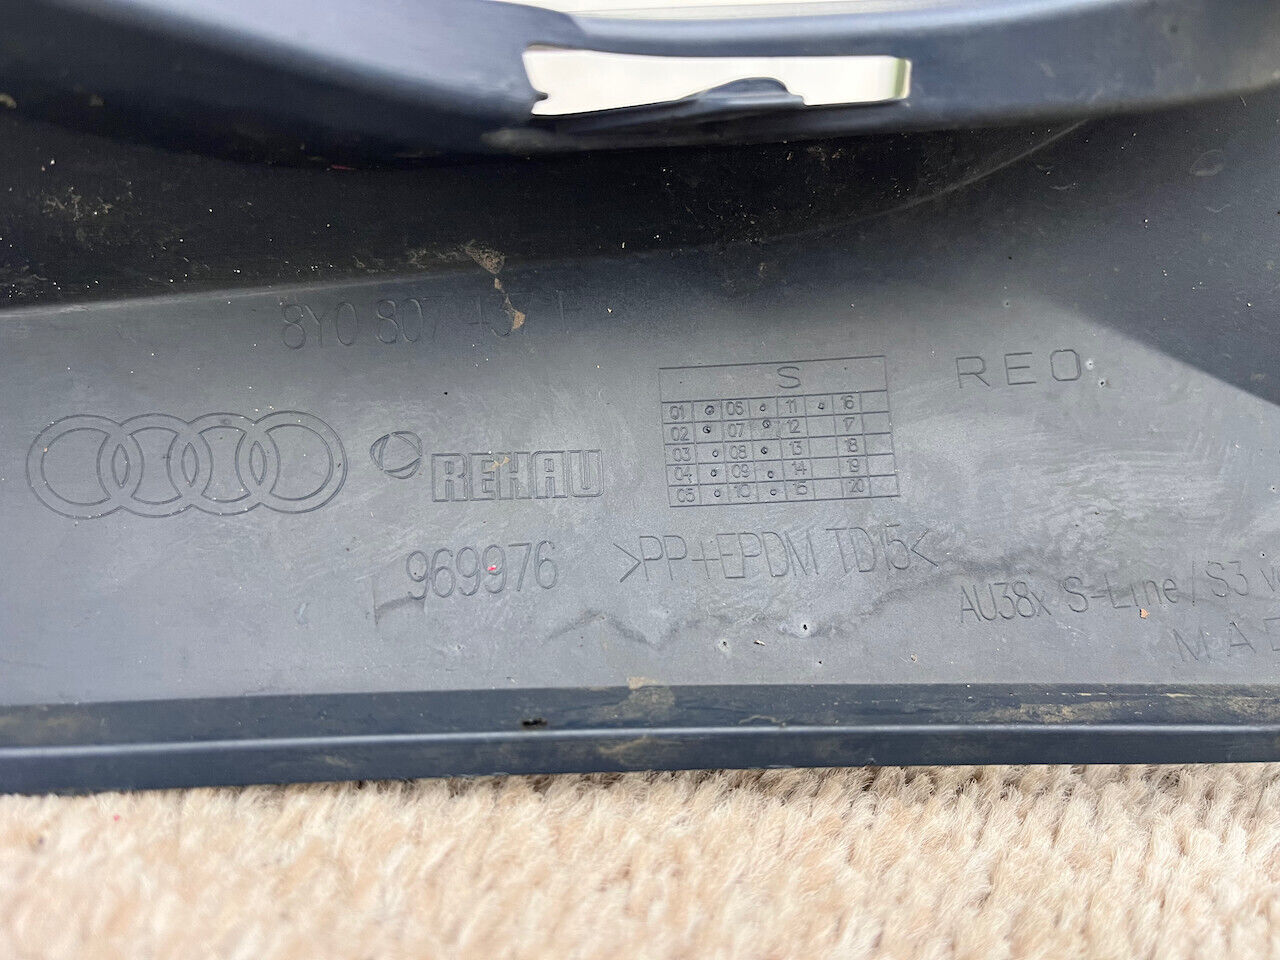 8Y0 807 437 F
S
REO
01 06 11 16
02 07 12 17
03 08 13 18
04 09 14 19
05 10 15 20
REHAU
969976 >PP+EPDM TD15<
AU38x S-Line/S3